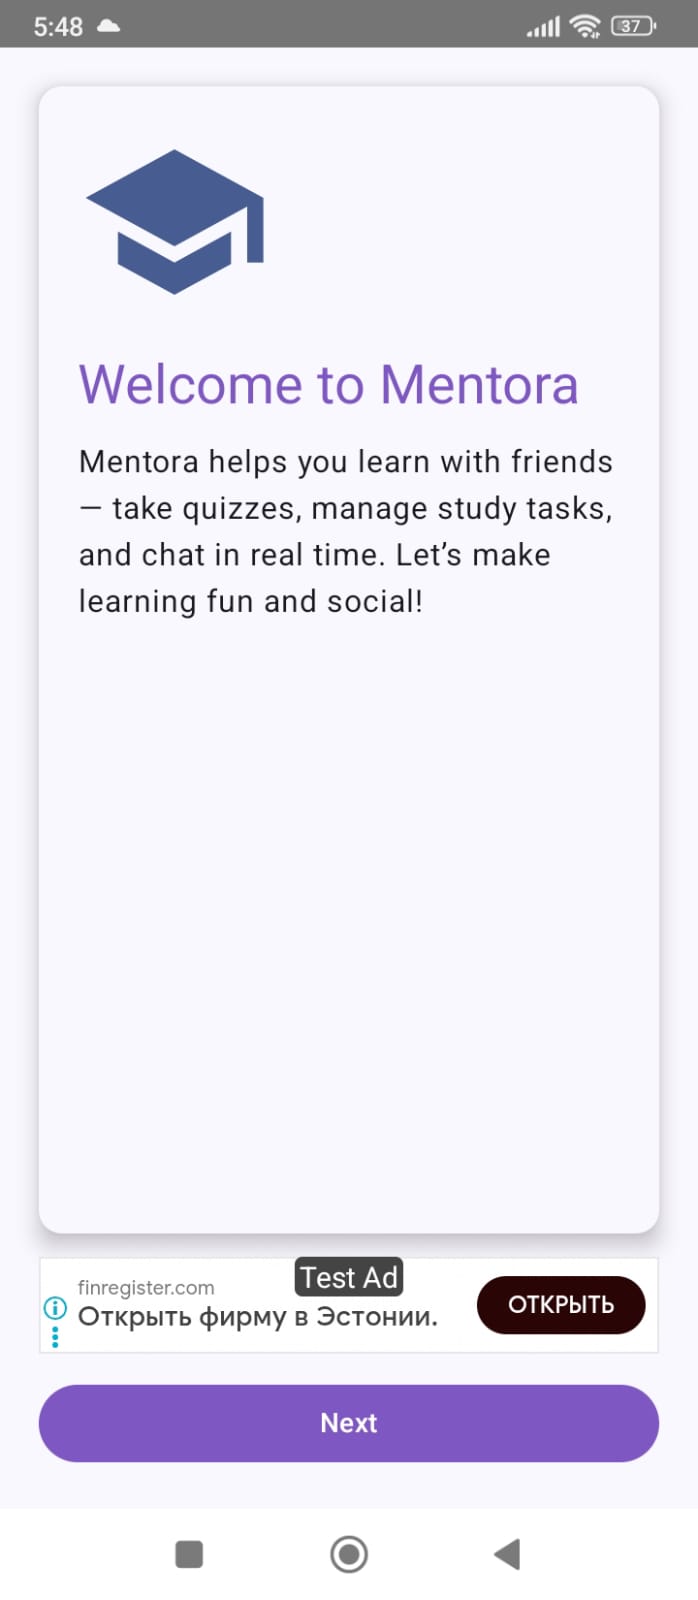 5:48
37
Welcome to Mentora
Mentora helps you learn with friends
— take quizzes, manage study tasks,
and chat in real time. Let’s make
learning fun and social!
Test Ad
finregister.com
Открыть фирму в Эстонии.
ОТКРЫТЬ
Next